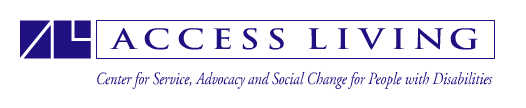 ACCESS LIVING
Center for Service, Advocacy and Social Change for People with Disabilities